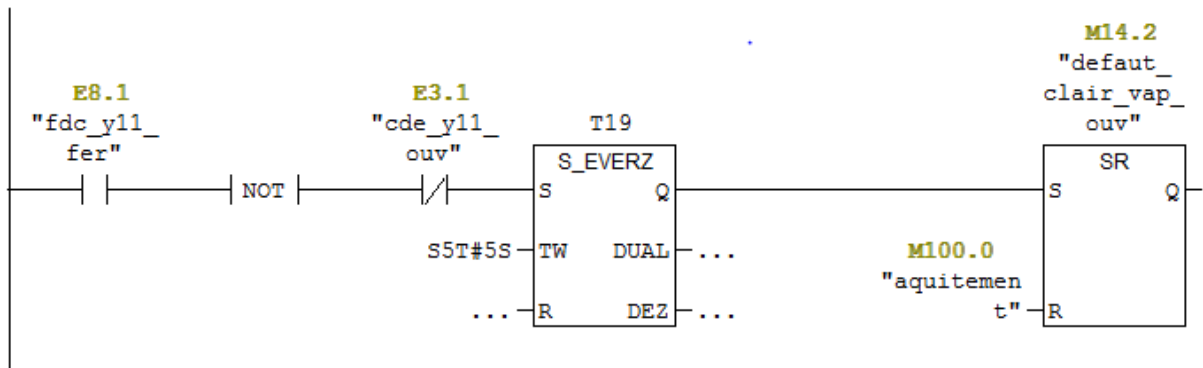 M14.2
"defaut_
clair_vap_
ouv"
E8.1
"fdc_y11_
fer"
E3.1
"cde_y11_
ouv"
T19
S_EVERZ
SR
NOT
S Q
S Q
S5T#5S TW DUAL ...
M100.0
"aquitemen
t" R
... R DEZ ...